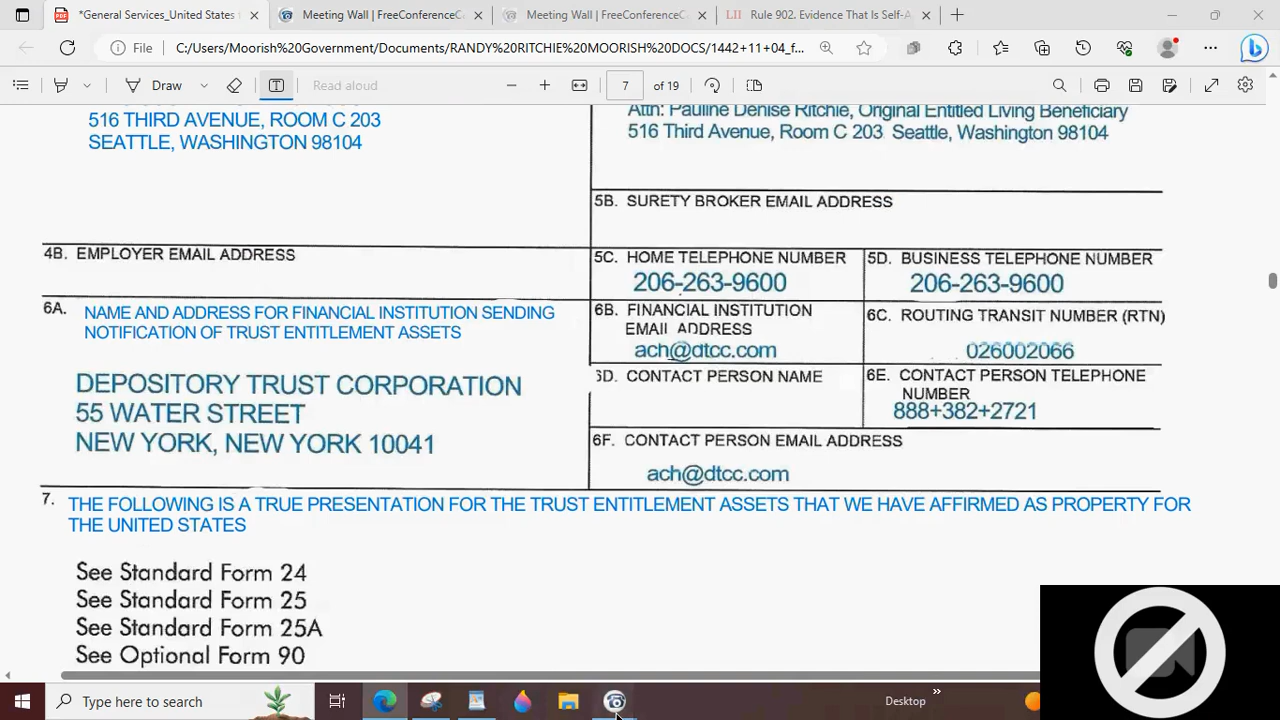 *General Services_United States
Meeting Wall | FreeConferenceC
Meeting Wall | FreeConferenceC
LII
Rule 902. Evidence That Is Self-A
File
C:/Users/Moorish%20Government/Documents/RANDY%20RITCHIE%20MOORISH%20DOCS/1442+11+04_f...
Draw
Read aloud
7
of 19
516 THIRD AVENUE, ROOM C 203
SEATTLE, WASHINGTON 98104
Attn: Pauline Denise Ritchie, Original Entitled Living Beneficiary
516 Third Avenue, Room C 203 Seattle, Washington 98104
5B. SURETY BROKER EMAIL ADDRESS
4B. EMPLOYER EMAIL ADDRESS
5C. HOME TELEPHONE NUMBER
206-263-9600
5D. BUSINESS TELEPHONE NUMBER
206-263-9600
6A. NAME AND ADDRESS FOR FINANCIAL INSTITUTION SENDING
NOTIFICATION OF TRUST ENTITLEMENT ASSETS
DEPOSITORY TRUST CORPORATION
55 WATER STREET
NEW YORK, NEW YORK 10041
6B. FINANCIAL INSTITUTION
EMAIL ADDRESS
ach@dtcc.com
6C. ROUTING TRANSIT NUMBER (RTN)
026002066
6D. CONTACT PERSON NAME
6E. CONTACT PERSON TELEPHONE
NUMBER
888+382+2721
6F. CONTACT PERSON EMAIL ADDRESS
ach@dtcc.com
7. THE FOLLOWING IS A TRUE PRESENTATION FOR THE TRUST ENTITLEMENT ASSETS THAT WE HAVE AFFIRMED AS PROPERTY FOR
THE UNITED STATES
See Standard Form 24
See Standard Form 25
See Standard Form 25A
See Optional Form 90
Type here to search
Desktop